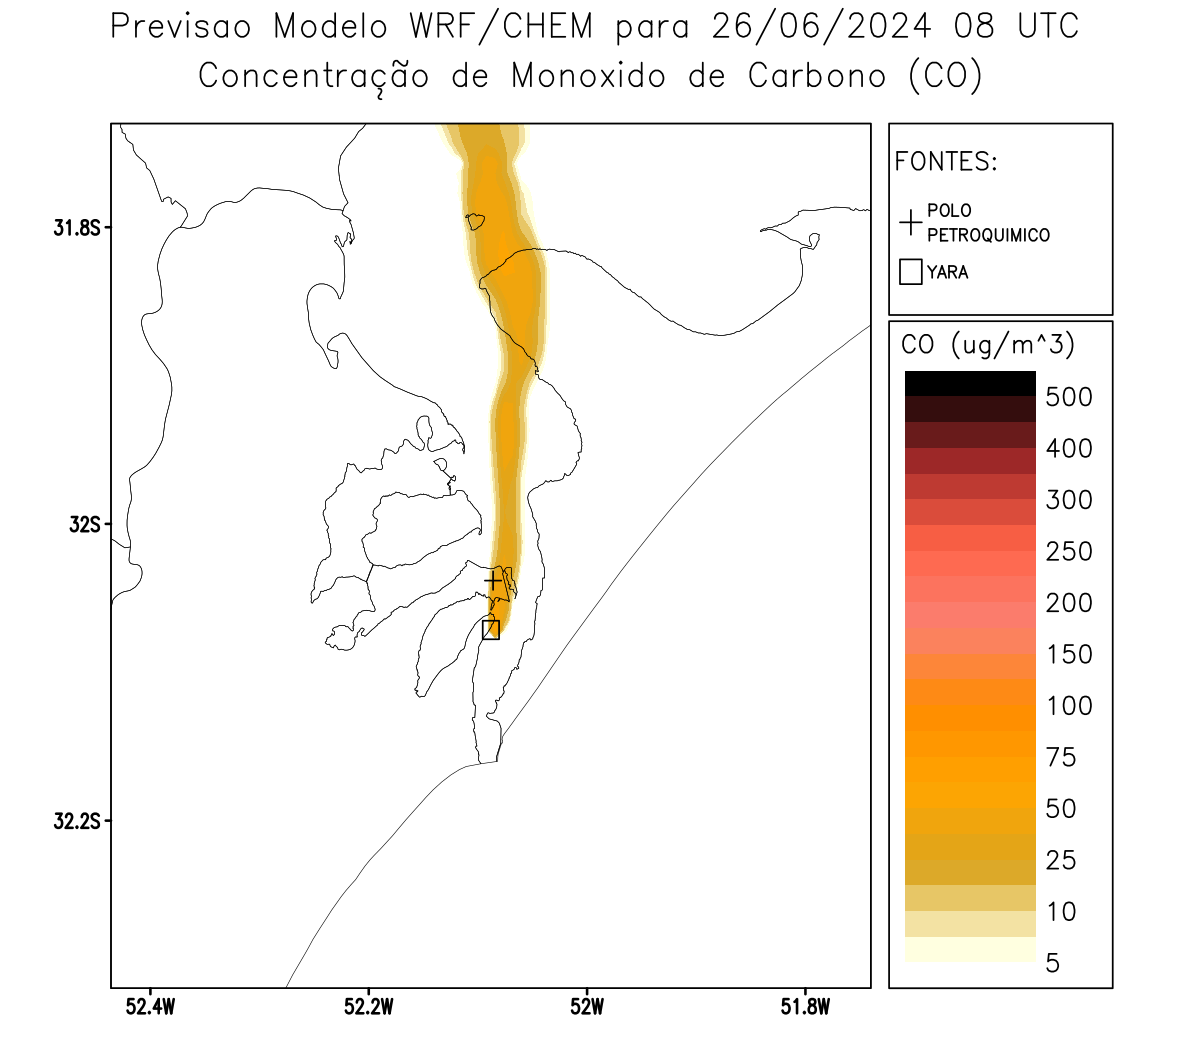 Previsao Modelo WRF/CHEM para 26/06/2024 08 UTC
Concentração de Monoxido de Carbono (CO)
FONTES:
POLO
PETROQUIMICO
YARA
31.8S
32S
32.2S
52.4W
52.2W
52W
51.8W
CO (ug/m^3)
500
400
300
250
200
150
100
75
50
25
10
5